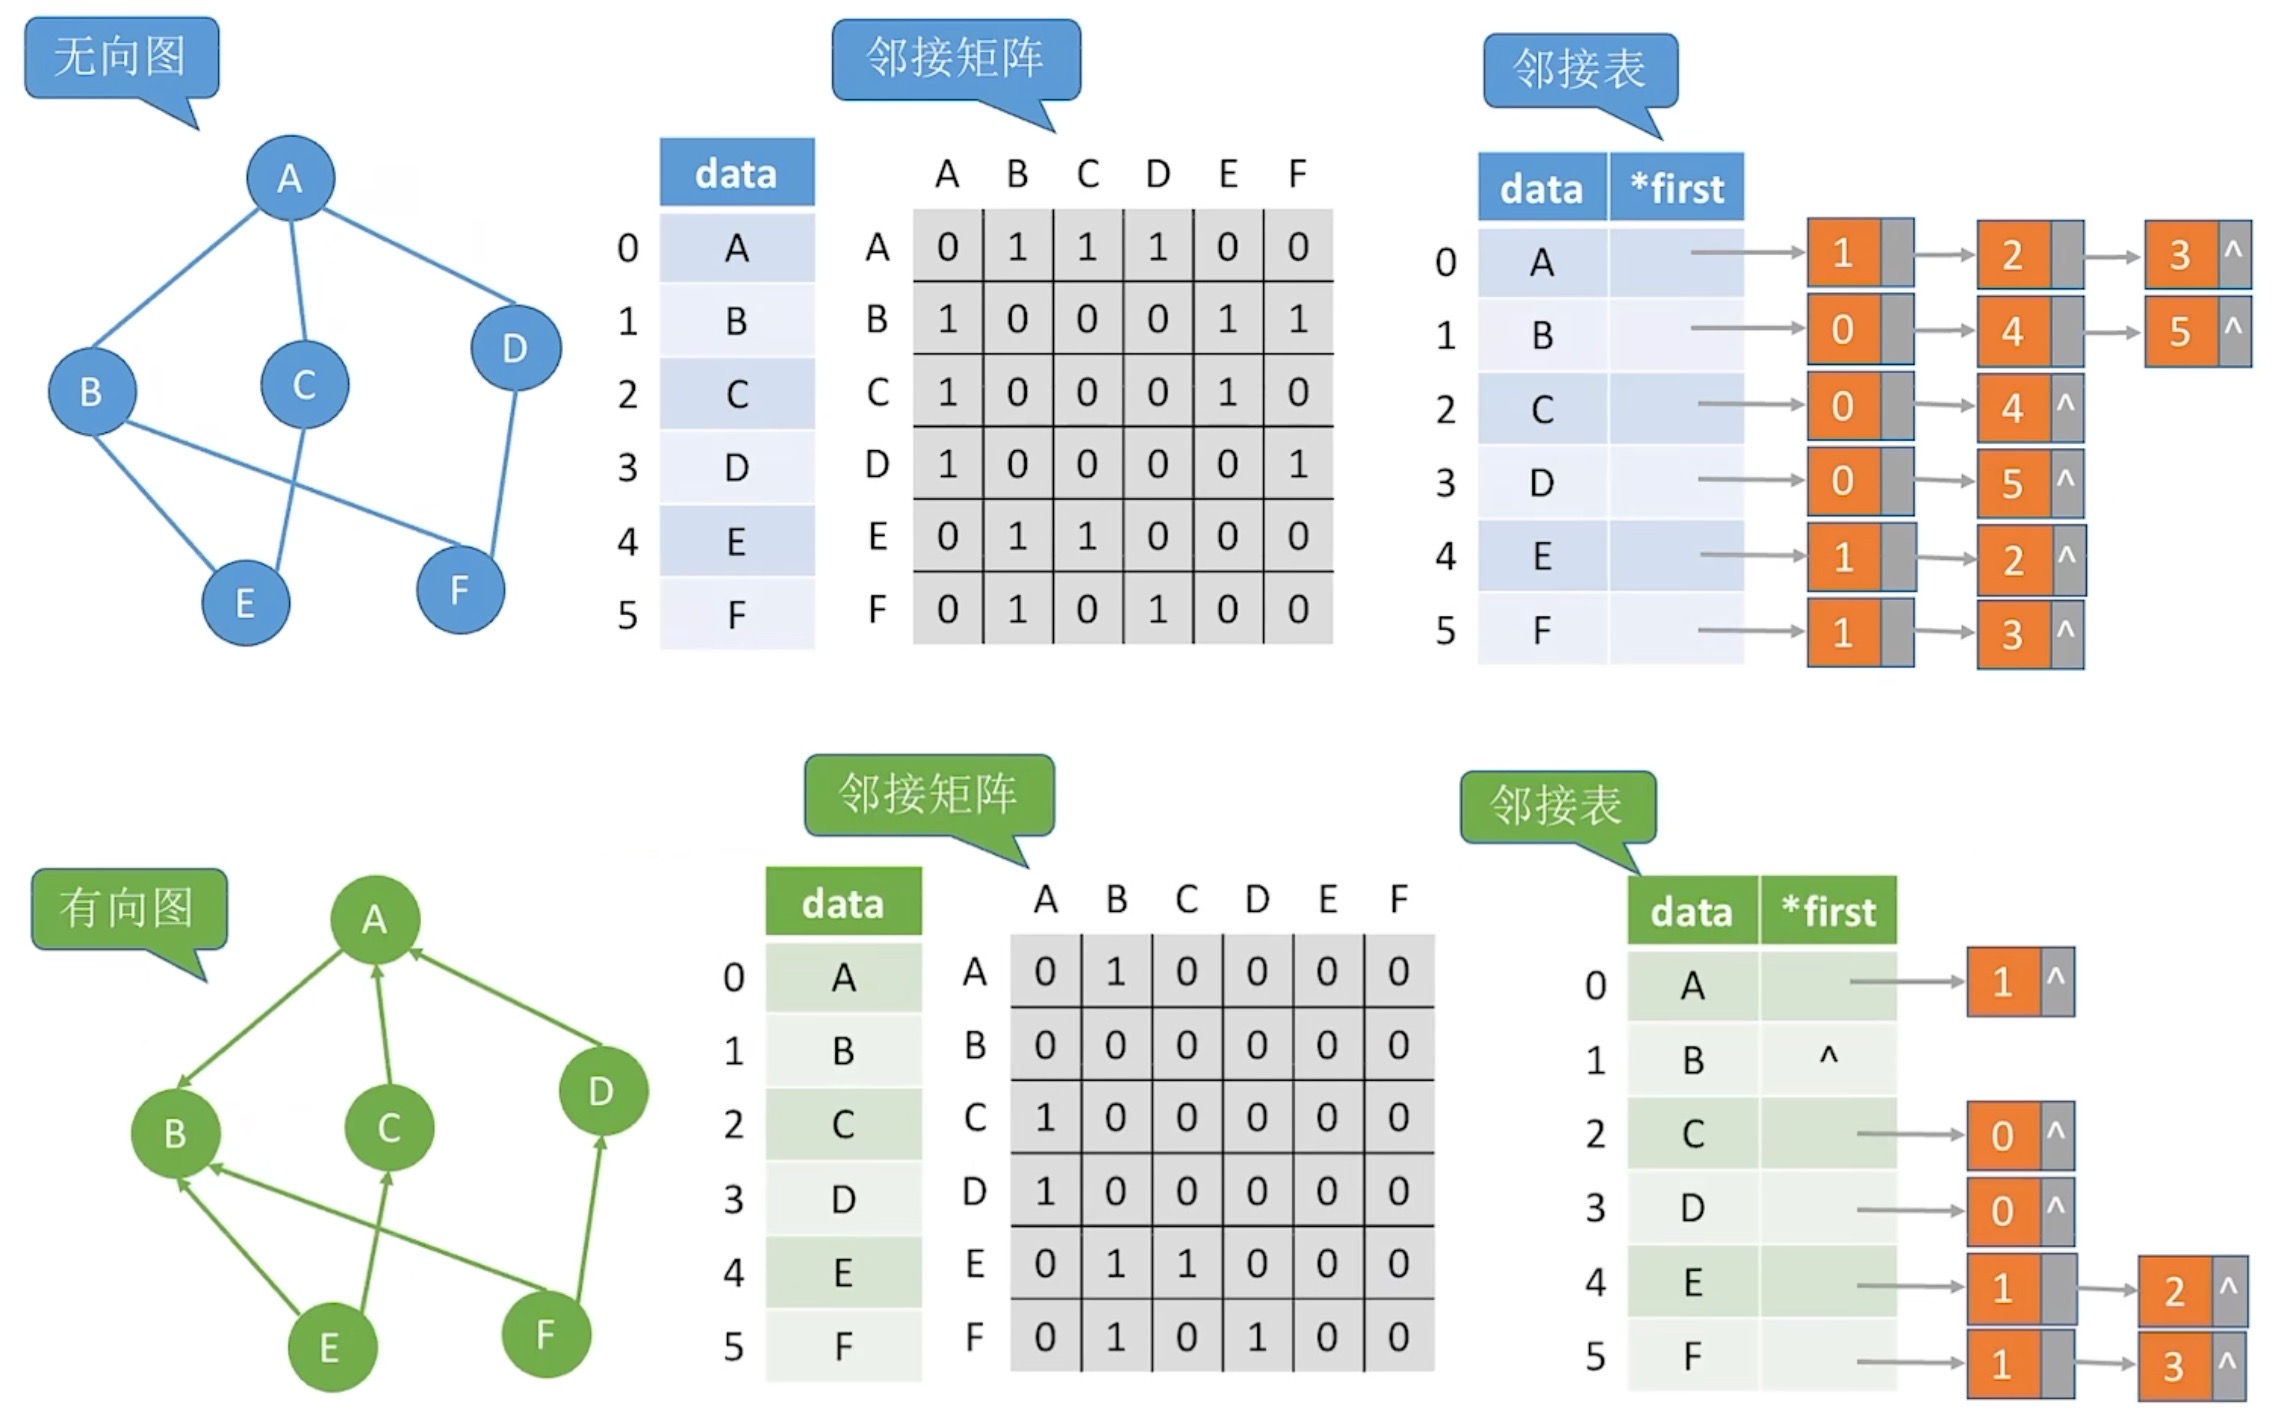 无向图
邻接矩阵
邻接表
A
B
C
D
E
F
data
0 A
1 B
2 C
3 D
4 E
5 F
A B C D E F
A 0 1 1 1 0 0
B 1 0 0 0 1 1
C 1 0 0 0 1 0
D 1 0 0 0 0 1
E 0 1 1 0 0 0
F 0 1 0 1 0 0
data *first
0 A 1 2 3 ^
1 B 0 4 5 ^
2 C 0 4 ^
3 D 0 5 ^
4 E 1 2 ^
5 F 1 3 ^
有向图
邻接矩阵
邻接表
A
B
C
D
E
F
data
0 A
1 B
2 C
3 D
4 E
5 F
A B C D E F
A 0 1 0 0 0 0
B 0 0 0 0 0 0
C 1 0 0 0 0 0
D 1 0 0 0 0 0
E 0 1 1 0 0 0
F 0 1 0 1 0 0
data *first
0 A 1 ^
1 B ^
2 C 0 ^
3 D 0 ^
4 E 1 2 ^
5 F 1 3 ^